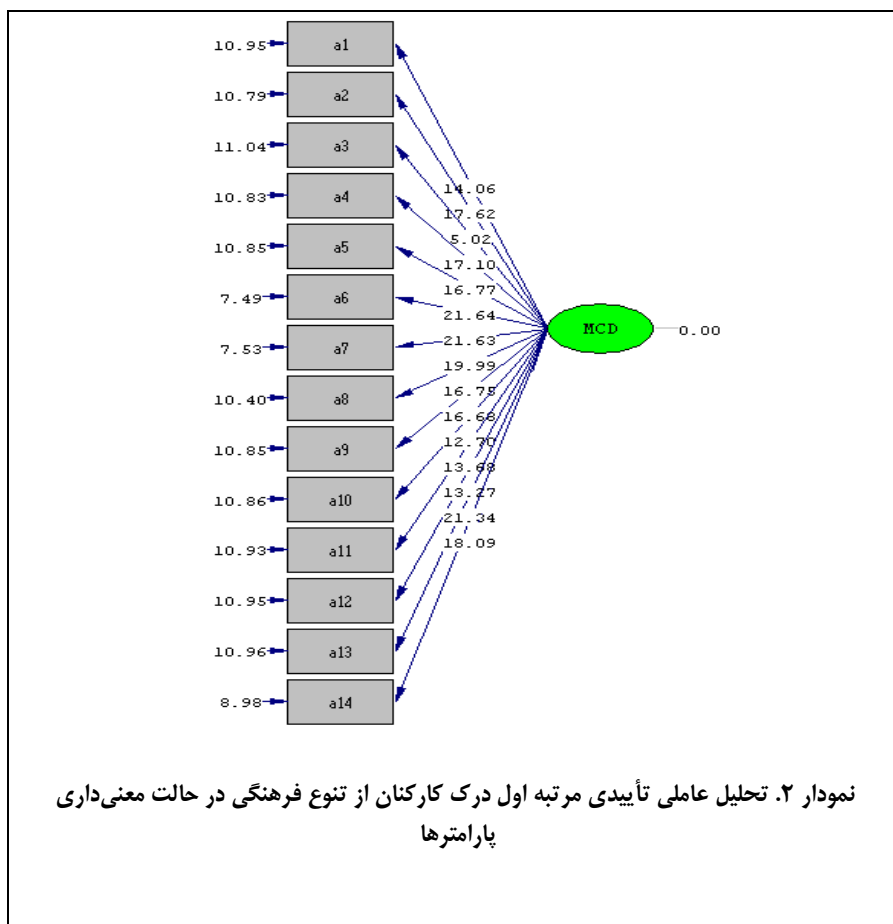 10.95 a1
10.79 a2
11.04 a3
10.83 a4 14.06
17.62
10.85 a5 5.02
17.10
16.77
7.49 a6 21.64
MCD 0.00
7.53 a7 21.63
19.99
10.40 a8 16.75
16.68
10.85 a9 12.70
13.68
10.86 a10 13.27
21.34
10.93 a11 18.09
10.95 a12
10.96 a13
8.98 a14
نمودار ۲. تحلیل عاملی تأییدی مرتبه اول درک کارکنان از تنوع فرهنگی در حالت معنی‌داری
پارامترها